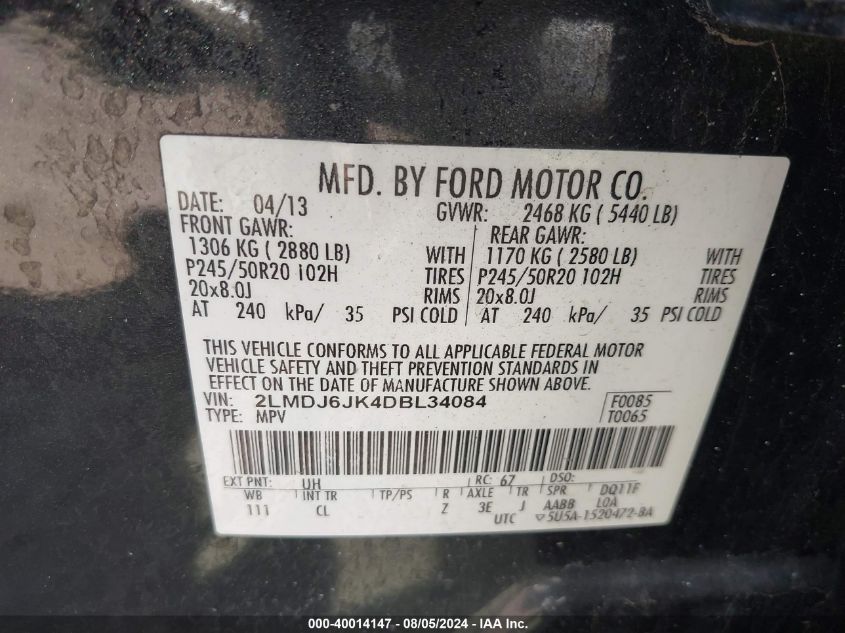 MFD. BY FORD MOTOR CO.
DATE: 04/13 GVWR: 2468 KG ( 5440 LB)
FRONT GAWR: REAR GAWR:
1306 KG ( 2880 LB) WITH 1170 KG ( 2580 LB) WITH
P245/50R20 102H TIRES P245/50R20 102H TIRES
20x8.0J RIMS 20x8.0J RIMS
AT 240 kPa/ 35 PSI COLD AT 240 kPa/ 35 PSI COLD
THIS VEHICLE CONFORMS TO ALL APPLICABLE FEDERAL MOTOR
VEHICLE SAFETY AND THEFT PREVENTION STANDARDS IN
EFFECT ON THE DATE OF MANUFACTURE SHOWN ABOVE.
VIN: 2LMDJ6JK4DBL34084 F0085
TYPE: MPV T0065
EXT PNT: UH RC: 67 DSO:
WB INT TR TP/PS R AXLE TR SPR DQ11F
111 CL Z 3E J AABB LOA
UTC ▽5U5A-1520472-BA
000-40014147 - 08/05/2024 - IAA Inc.